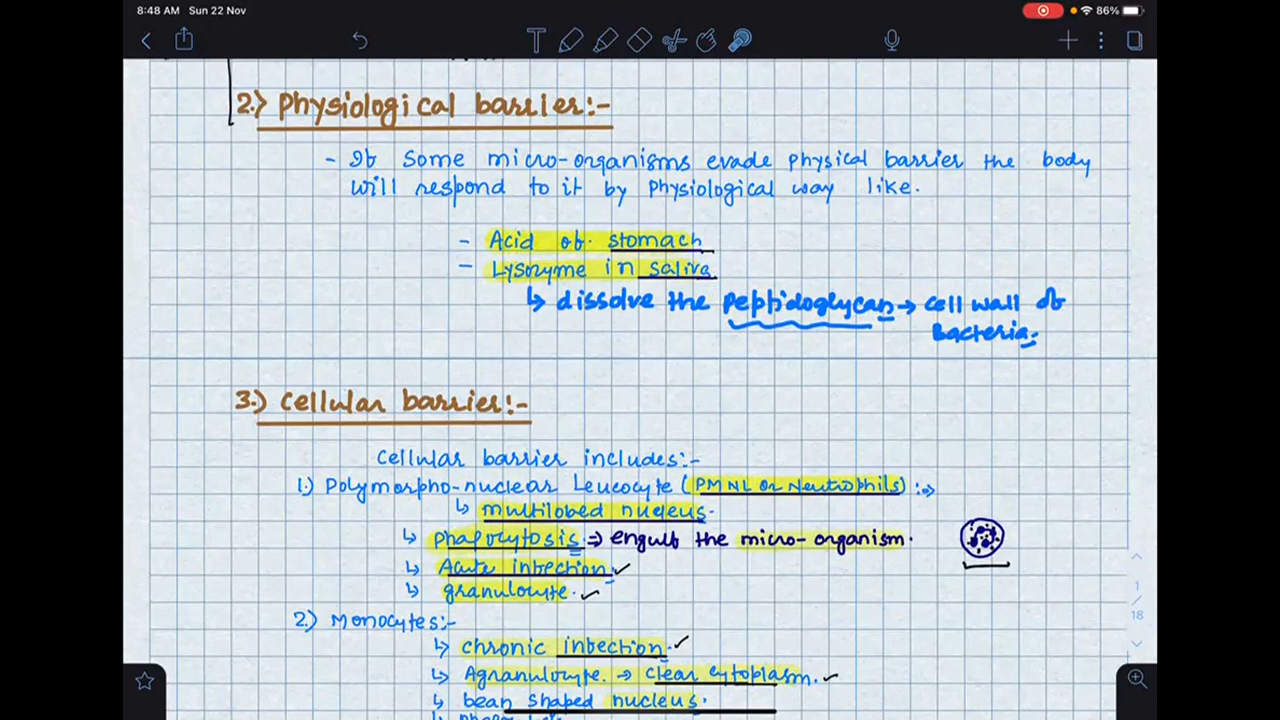 8:48 AM Sun 22 Nov 86%
2.) Physiological barrier:-
- If Some micro-organisms evade physical barrier the body
will respond to it by physiological way like.
- Acid of stomach
- Lysozyme in saliva
↳ dissolve the peptidoglycan → cell wall of
Bacteria.
3.) Cellular barrier:-
Cellular barrier includes:-
1.) Polymorpho-nuclear Leucocyte (PMNL or Neutrophils) :→
↳ multilobed nucleus.
↳ phagocytosis ⇒ engulf the micro-organism.
↳ Acute infection ✓
↳ granulocyte. ✓
2.) Monocytes:-
↳ chronic infection. ✓
↳ Agranulocyte. → clear cytoplasm. ✓
↳ bean shaped nucleus.
1
/
18